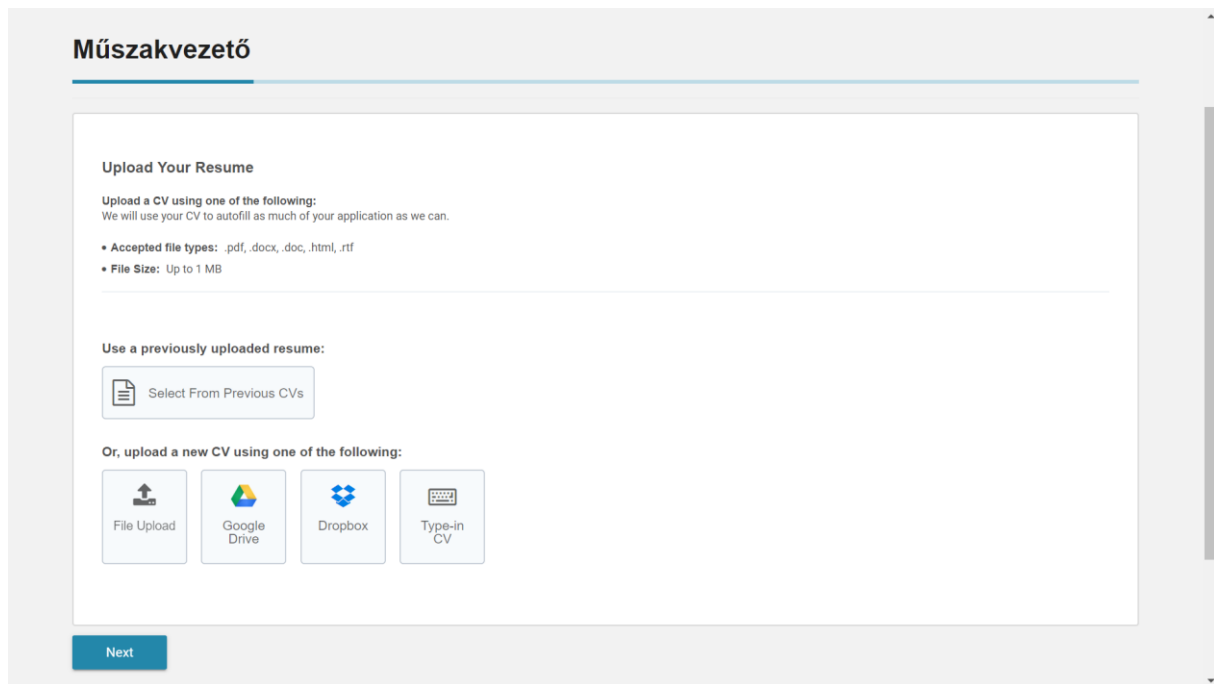 Műszakvezető
Upload Your Resume
Upload a CV using one of the following:
We will use your CV to autofill as much of your application as we can.
• Accepted file types: .pdf, .docx, .doc, .html, .rtf
• File Size: Up to 1 MB
Use a previously uploaded resume:
Select From Previous CVs
Or, upload a new CV using one of the following:
File Upload
Google
Drive
Dropbox
Type-in
CV
Next